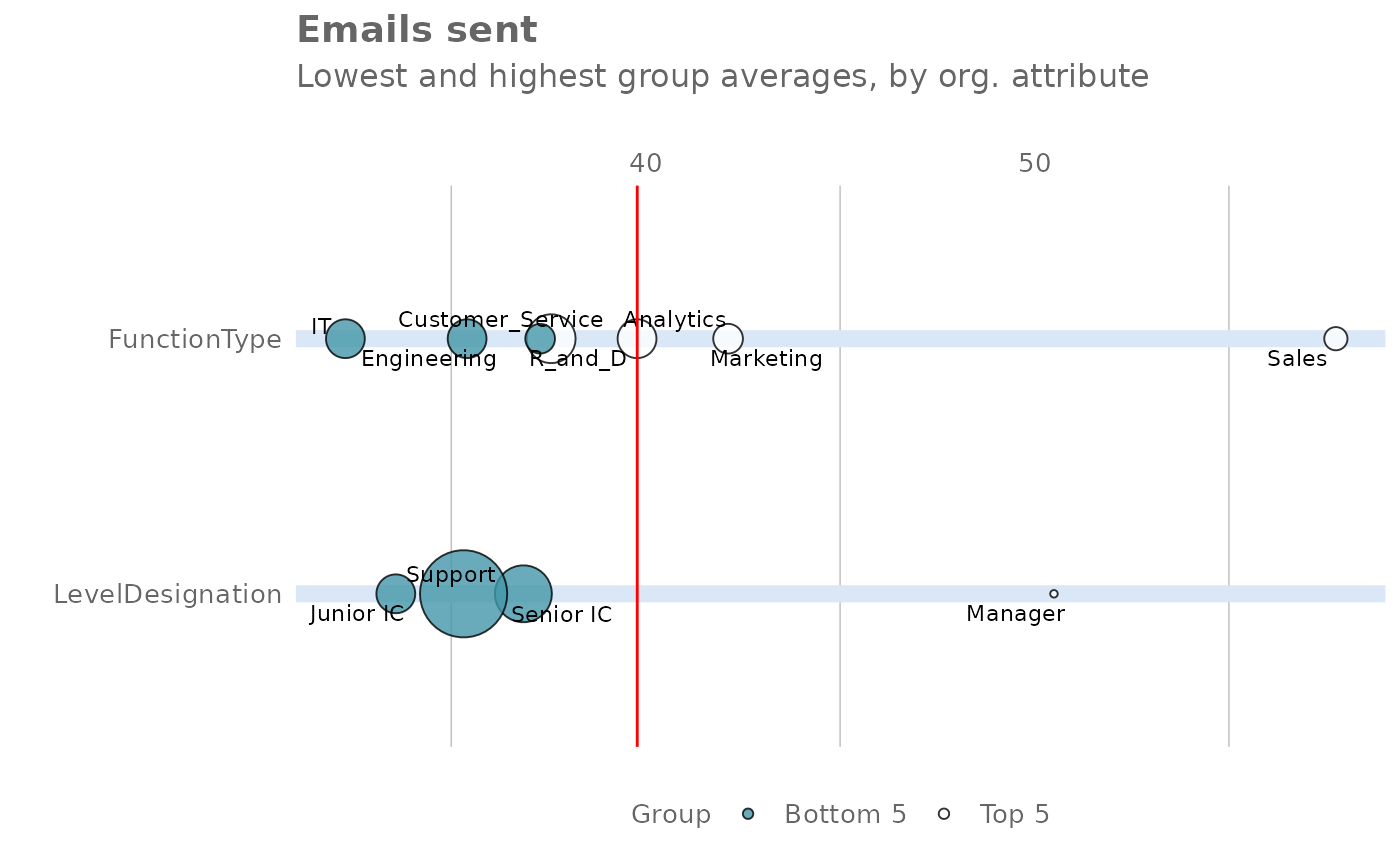 Emails sent
Lowest and highest group averages, by org. attribute
40 50
FunctionType
IT Customer_Service Analytics
Engineering R_and_D Marketing Sales
LevelDesignation
Support
Junior IC Senior IC Manager
Group Bottom 5 Top 5